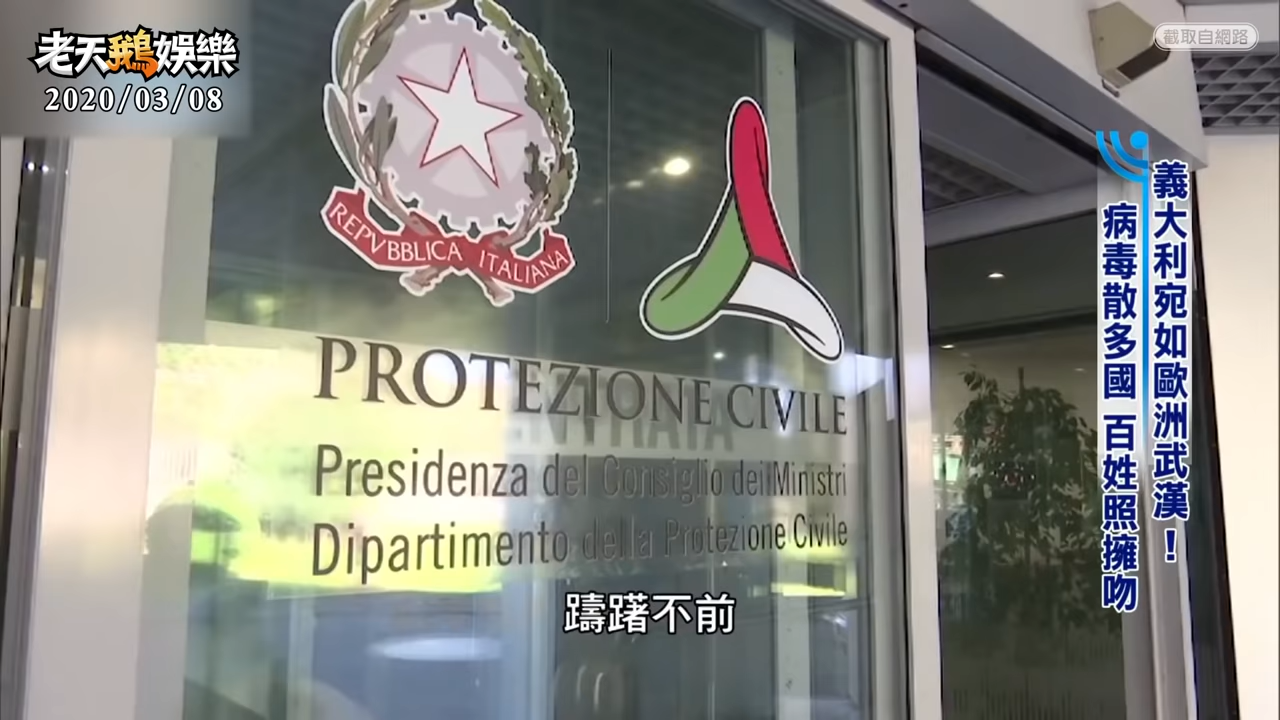 老天鵝娛樂
2020/03/08
截取自網路
REPVBBLICA ITALIANA
PROTEZIONE CIVILE
ENTRATA
Presidenza del Consiglio dei Ministri
Dipartimento della Protezione Civile
義大利宛如歐洲武漢！
病毒散多國 百姓照擁吻
躊躇不前